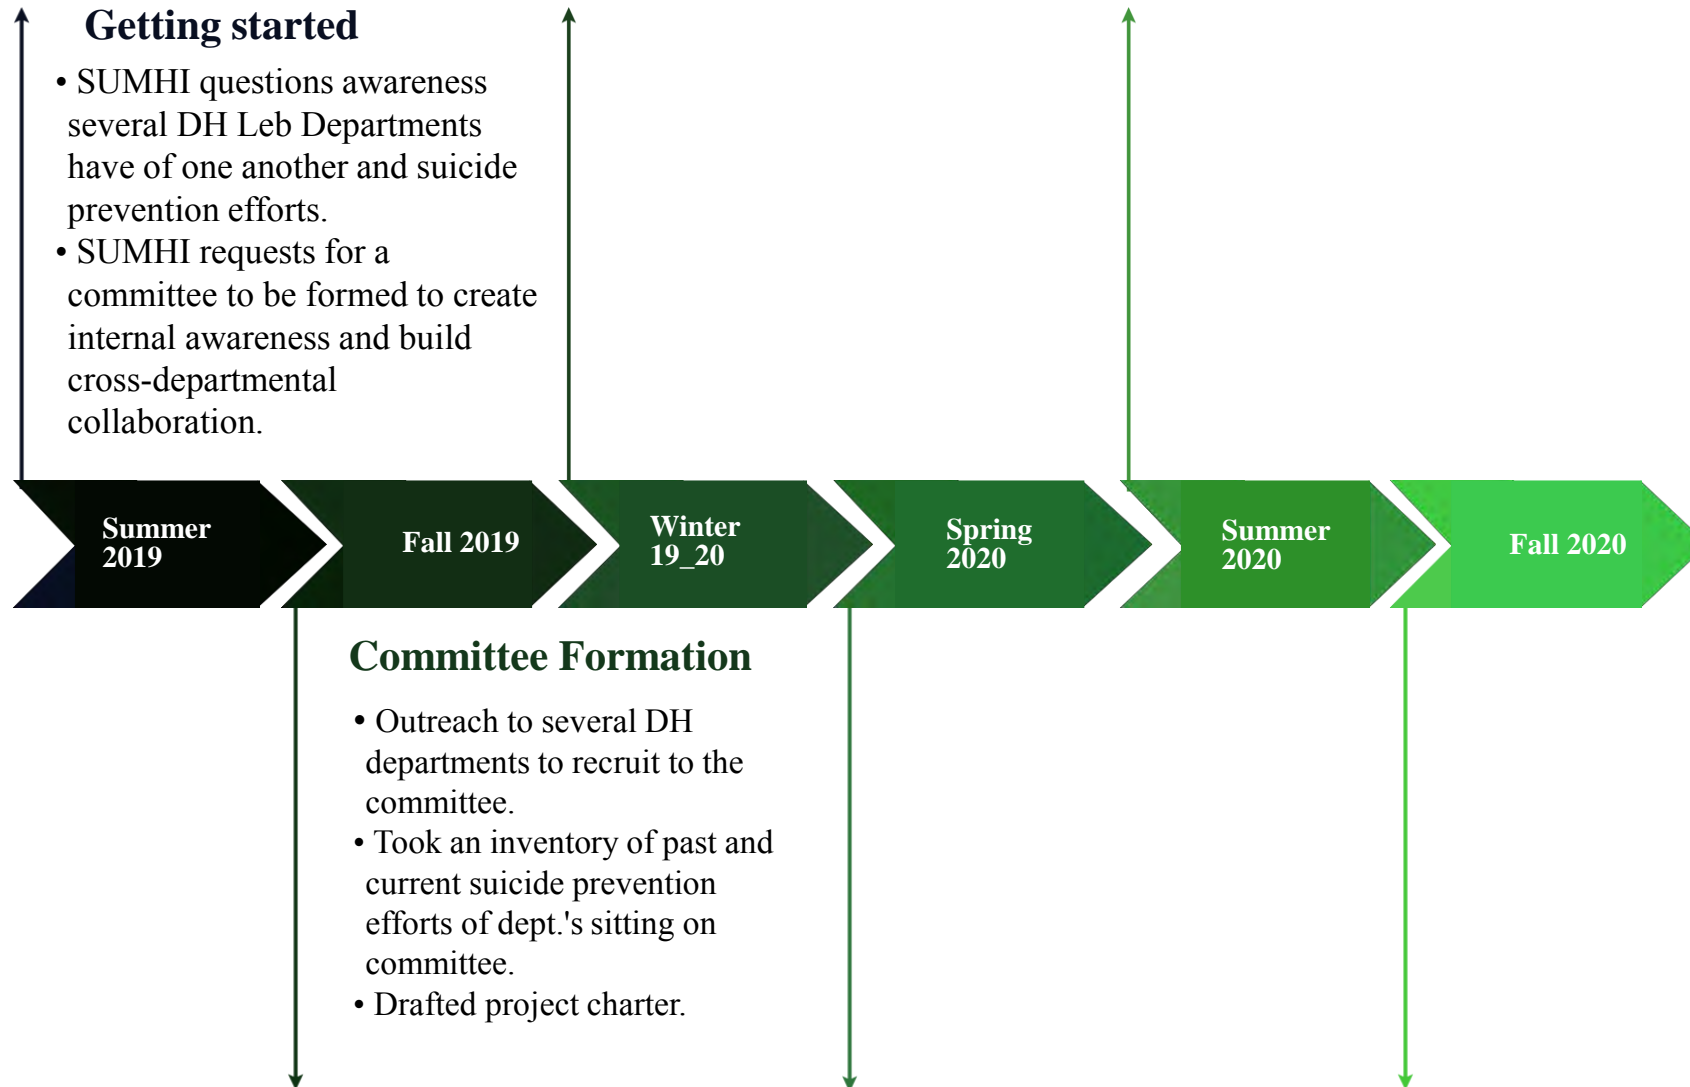 Getting started
• SUMHI questions awareness
several DH Leb Departments
have of one another and suicide
prevention efforts.
• SUMHI requests for a
committee to be formed to create
internal awareness and build
cross-departmental
collaboration.
Summer
2019
Fall 2019
Winter
19_20
Spring
2020
Summer
2020
Fall 2020
Committee Formation
• Outreach to several DH
departments to recruit to the
committee.
• Took an inventory of past and
current suicide prevention
efforts of dept.'s sitting on
committee.
• Drafted project charter.